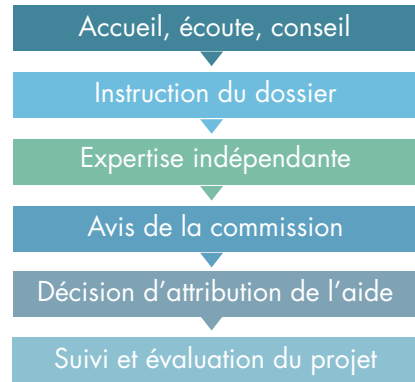 Accueil, écoute, conseil
Instruction du dossier
Expertise indépendante
Avis de la commission
Décision d’attribution de l’aide
Suivi et évaluation du projet